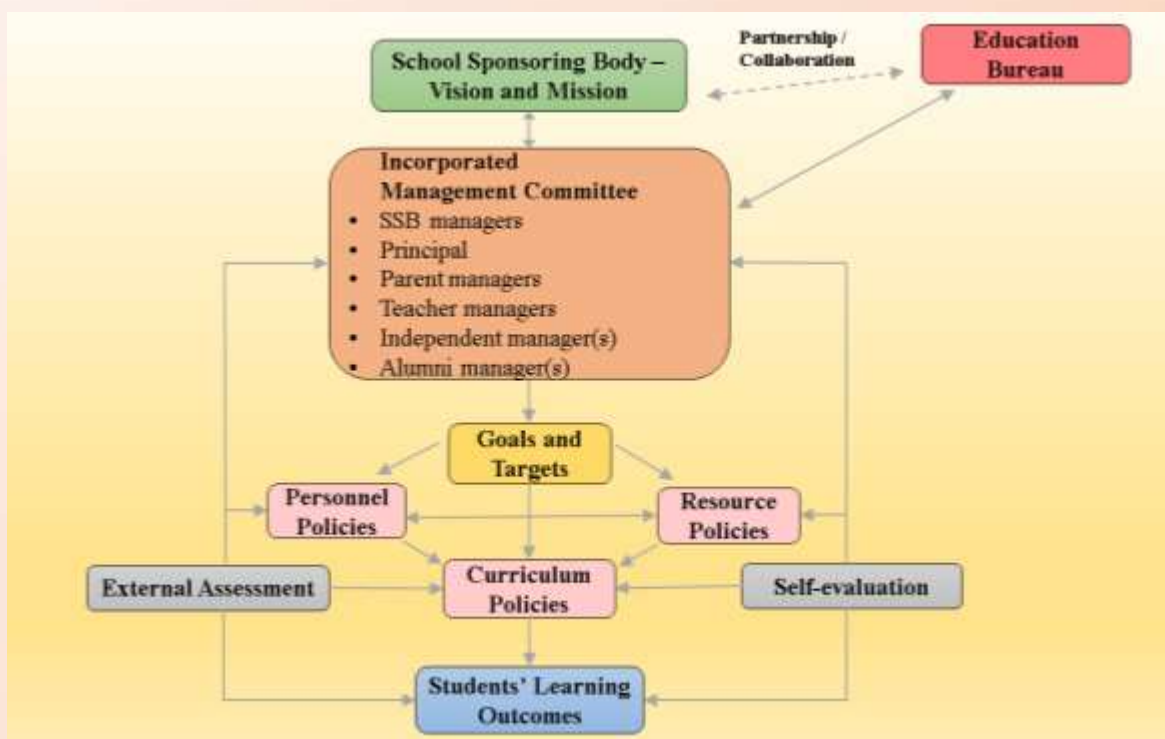 School Sponsoring Body –
Vision and Mission
Partnership /
Collaboration
Education
Bureau
Incorporated
Management Committee
• SSB managers
• Principal
• Parent managers
• Teacher managers
• Independent manager(s)
• Alumni manager(s)
Goals and
Targets
Personnel
Policies
Resource
Policies
External Assessment
Curriculum
Policies
Self-evaluation
Students’ Learning
Outcomes